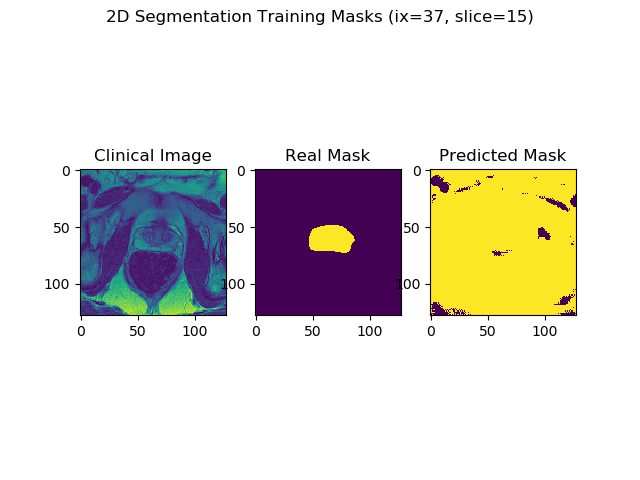 2D Segmentation Training Masks (ix=37, slice=15)
Clinical Image Real Mask Predicted Mask
0 0 0
50 50 50
100 100 100
0 50 100 0 50 100 0 50 100